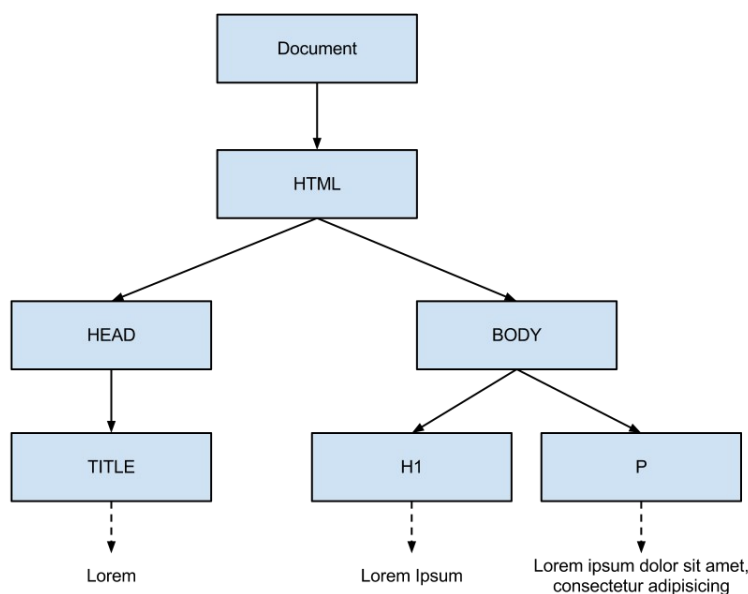 Document
HTML
HEAD
BODY
TITLE
H1
P
Lorem
Lorem Ipsum
Lorem ipsum dolor sit amet,
consectetur adipisicing